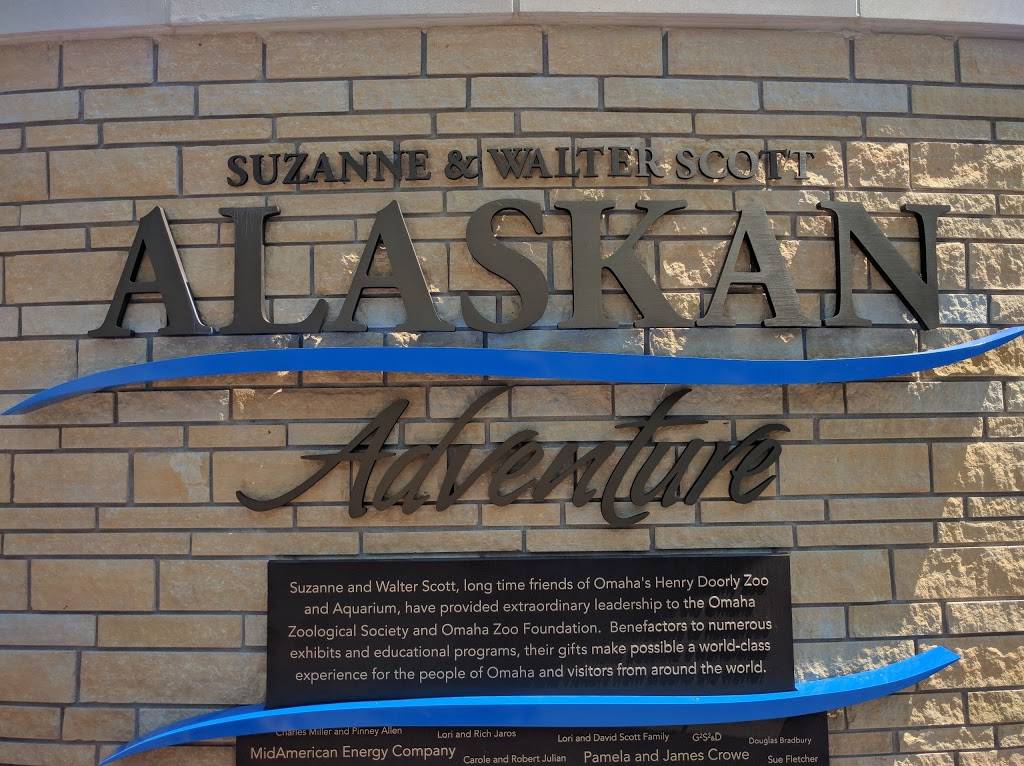 SUZANNE & WALTER SCOTT
ALASKAN
Adventure
Suzanne and Walter Scott, long time friends of Omaha's Henry Doorly Zoo
and Aquarium, have provided extraordinary leadership to the Omaha
Zoological Society and Omaha Zoo Foundation. Benefactors to numerous
exhibits and educational programs, their gifts make possible a world-class
experience for the people of Omaha and visitors from around the world.
Charles Miller and Pinney Allen Lori and Rich Jaros Lori and David Scott Family G²S²&D Douglas Bradbury
MidAmerican Energy Company Carole and Robert Julian Pamela and James Crowe Sue Fletcher